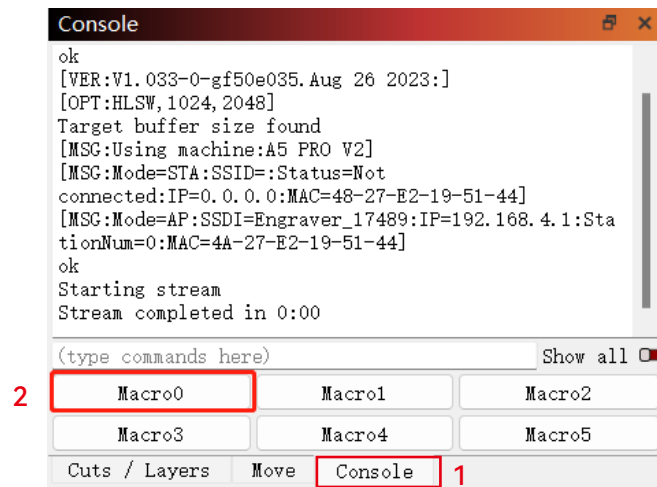 Console
ok
[VER:V1.033-0-gf50e035.Aug 26 2023:]
[OPT:HLSW,1024,2048]
Target buffer size found
[MSG:Using machine:A5 PRO V2]
[MSG:Mode=STA:SSID=:Status=Not
connected:IP=0.0.0.0:MAC=48-27-E2-19-51-44]
[MSG:Mode=AP:SSDI=Engraver_17489:IP=192.168.4.1:Sta
tionNum=0:MAC=4A-27-E2-19-51-44]
ok
Starting stream
Stream completed in 0:00
(type commands here) Show all
2 Macro0 Macro1 Macro2
Macro3 Macro4 Macro5
Cuts / Layers Move Console 1